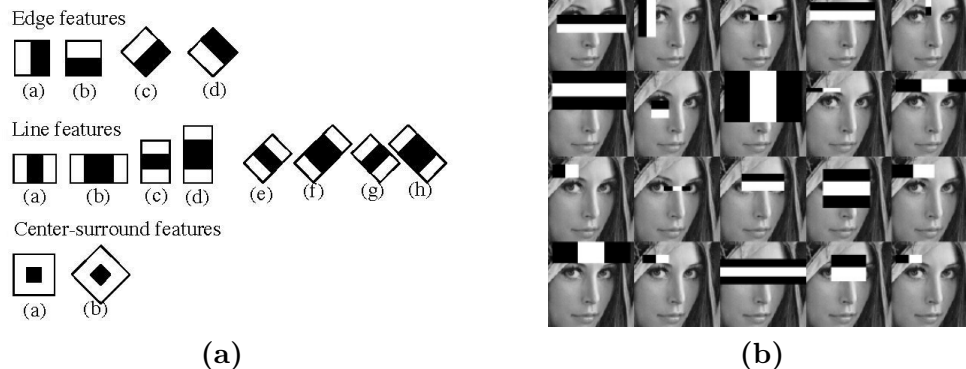 Edge features
(a) (b) (c) (d)
Line features
(a) (b) (c) (d) (e) (f) (g) (h)
Center-surround features
(a) (b)
(a) (b)